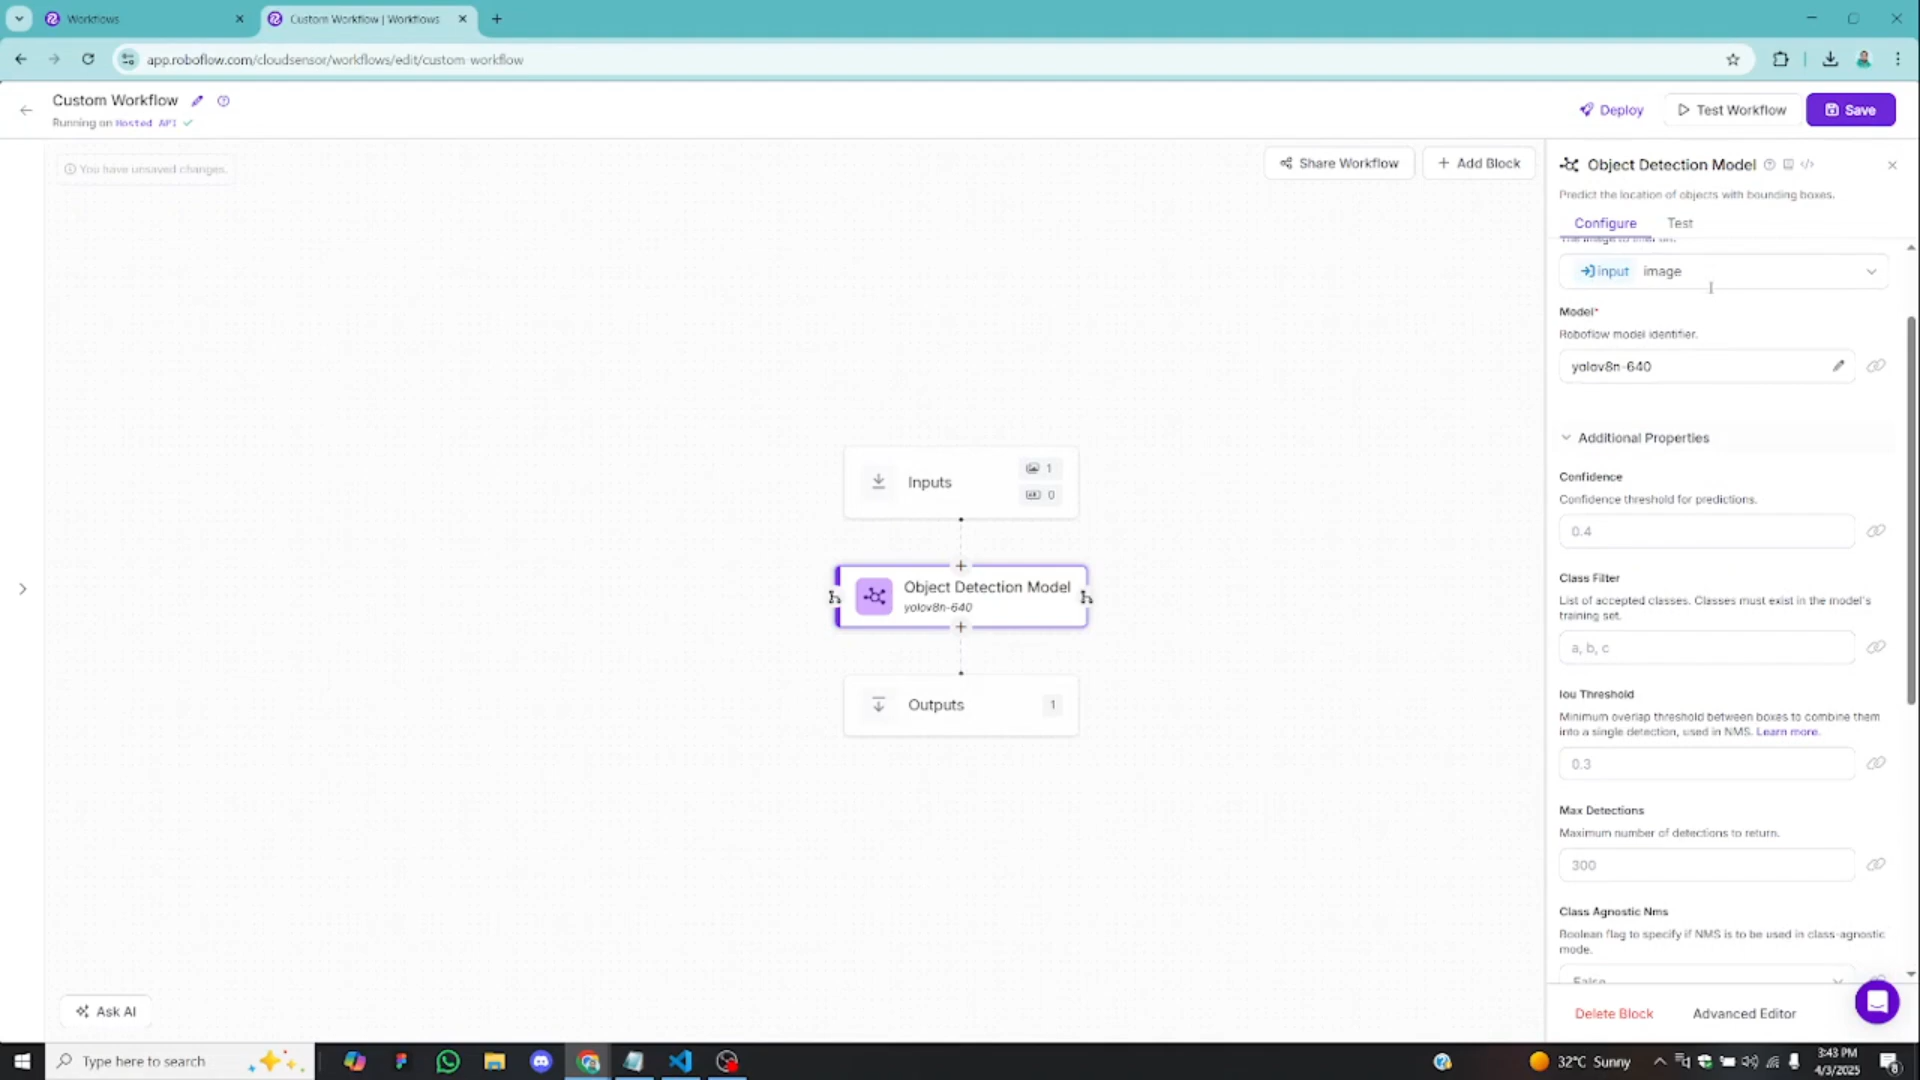 Workflows
Custom Workflow | Workflows
app.roboflow.com/cloudsensor/workflows/edit/custom-workflow
Custom Workflow
Running on Hosted API
Deploy
Test Workflow
Save
You have unsaved changes.
Share Workflow
Add Block
Object Detection Model
Predict the location of objects with bounding boxes.
Configure Test
The image to infer on.
input image
Model*
Roboflow model identifier.
yolov8n-640
Additional Properties
Confidence
Confidence threshold for predictions.
0.4
Class Filter
List of accepted classes. Classes must exist in the model's
training set.
a, b, c
Iou Threshold
Minimum overlap threshold between boxes to combine them
into a single detection, used in NMS. Learn more.
0.3
Max Detections
Maximum number of detections to return.
300
Class Agnostic Nms
Boolean flag to specify if NMS is to be used in class-agnostic
mode.
False
Delete Block Advanced Editor
Inputs
1
0
Object Detection Model
yolov8n-640
Outputs 1
Ask AI
Type here to search
32°C Sunny
3:43 PM
4/3/2025